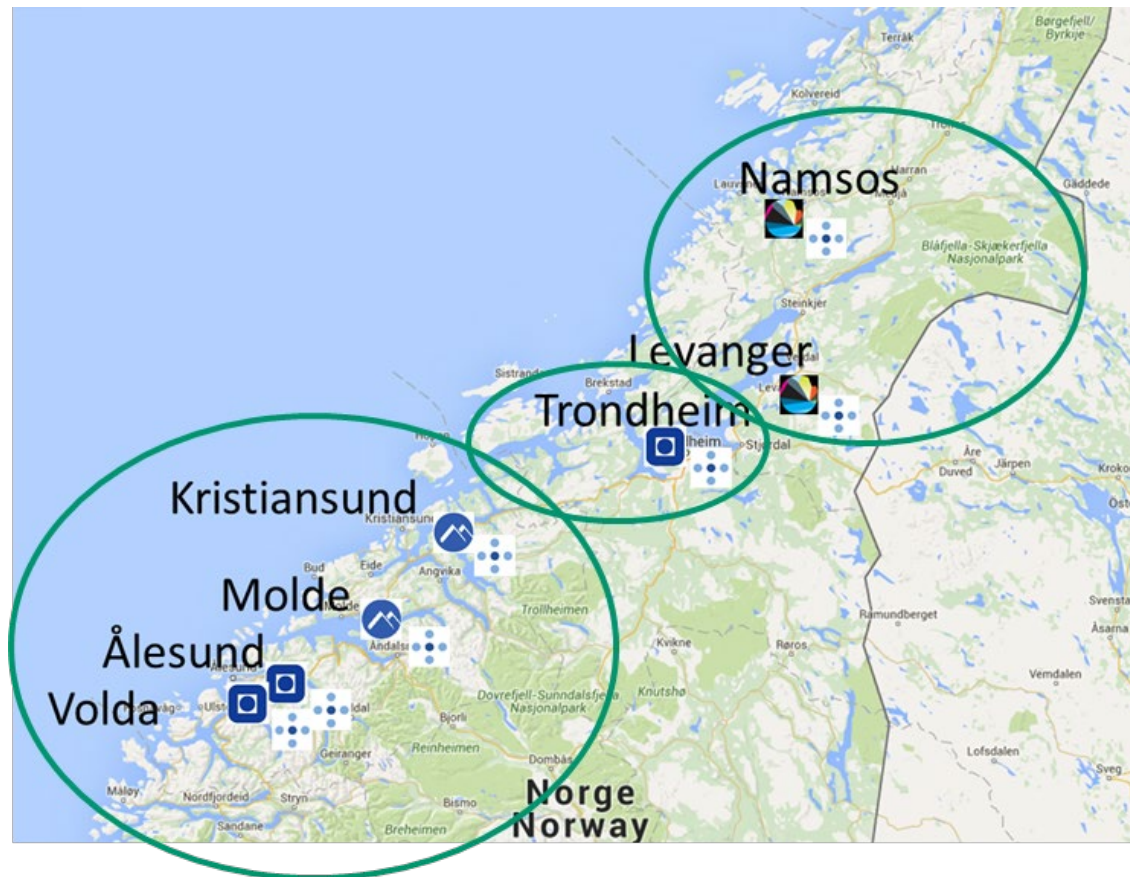 Børgefjell/
Byrkije
Terråk
Kolvereid
Harran
Namsos
Gäddede
Blåfjella-Skjækerfjella
Nasjonalpark
Steinkjer
Levanger
Sistrand
Brekstad
Trondheim
Stjørdal
Åre
Duved
Järpen
Kristiansund
Bud
Eide
Angvika
Trollheimen
Molde
Ramundberget
Kvikne
Røros
Ålesund
Volda
Dovrefjell-Sunndalsfjella
Nasjonalpark
Knutshø
Vemdalen
Bjorli
Reinheimen
Geiranger
Dombås
Lofsdalen
Sveg
Måløy
Nordfjordeid
Stryn
Bismo
Sandane
Breheimen
Norge
Norway